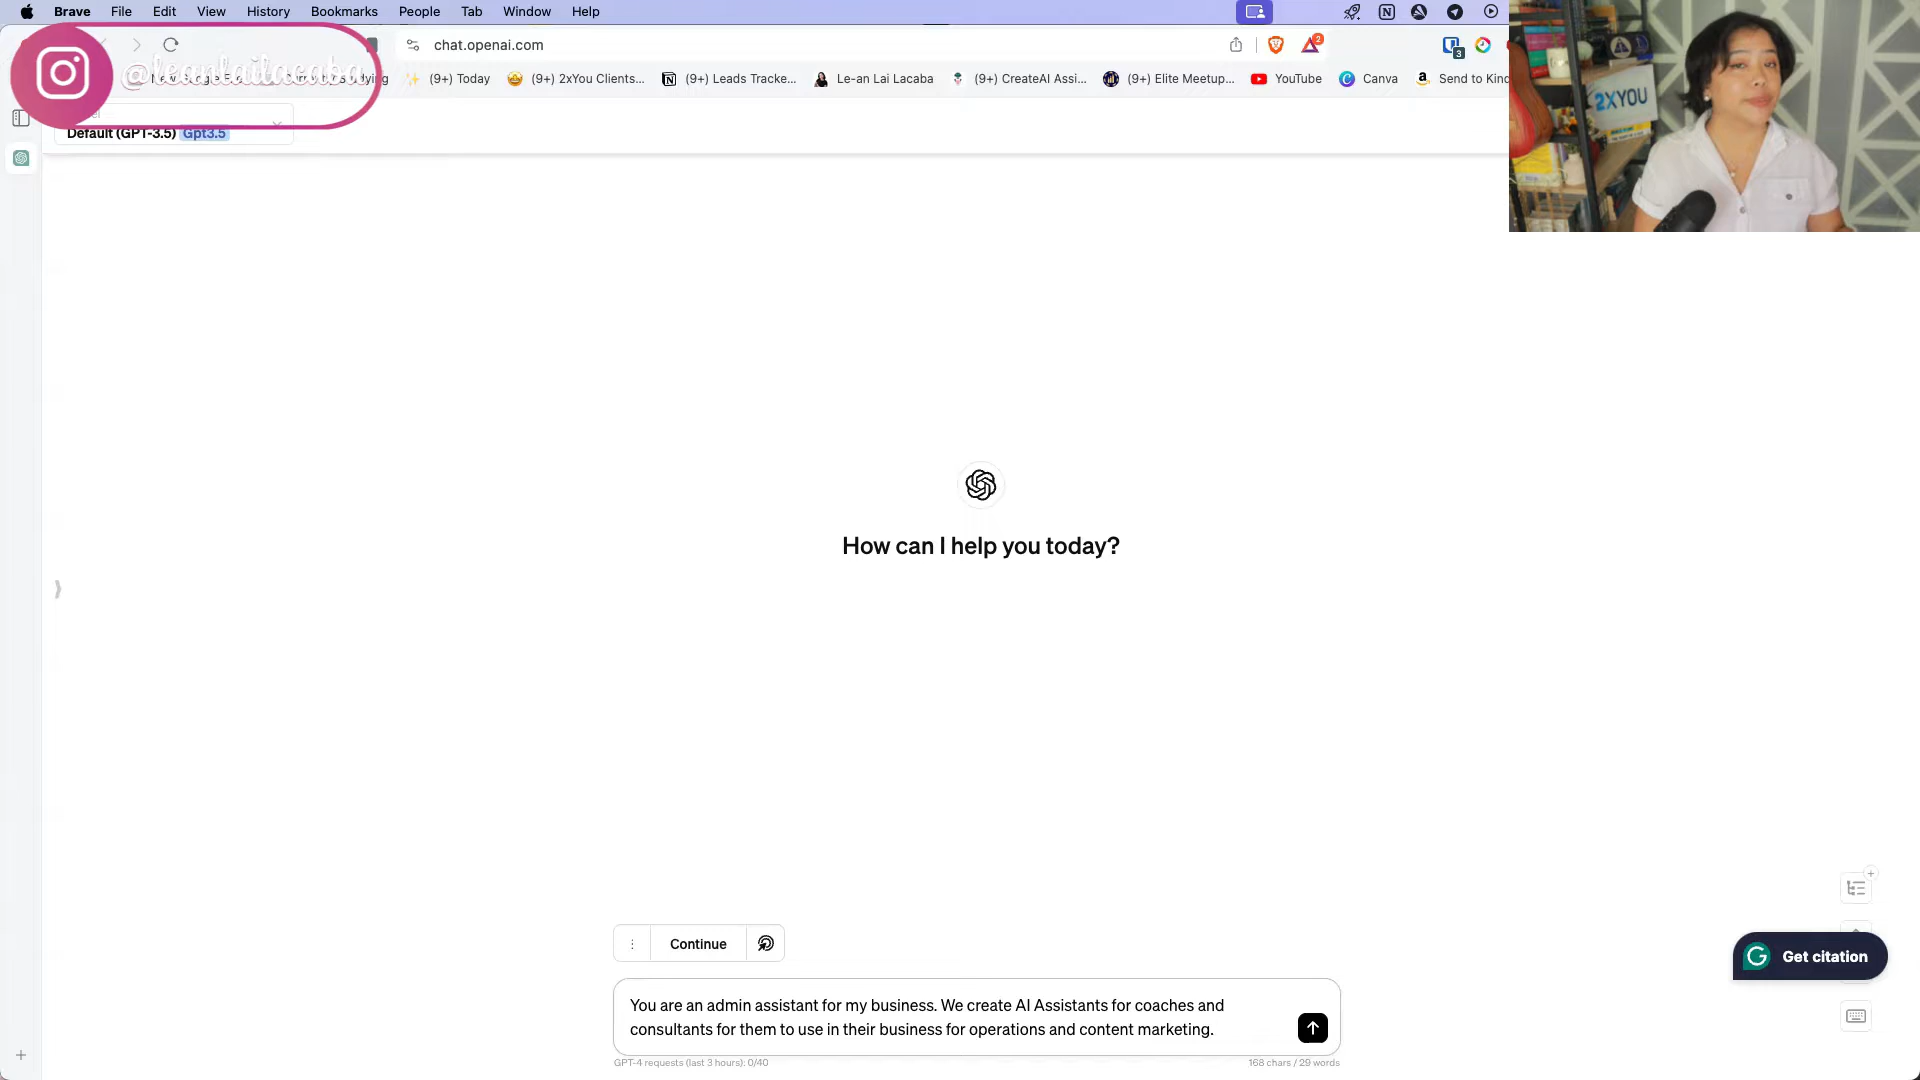 Brave File Edit View History Bookmarks People Tab Window Help
chat.openai.com
2
3
@leanlailacaba
(9+) Today
(9+) 2xYou Clients...
(9+) Leads Tracke...
Le-an Lai Lacaba
(9+) CreateAI Assi...
(9+) Elite Meetup...
YouTube
Canva
Send to Kind
Default (GPT-3.5) Gpt3.5
2XYOU
How can I help you today?
Continue
Get citation
You are an admin assistant for my business. We create AI Assistants for coaches and
consultants for them to use in their business for operations and content marketing.
GPT-4 requests (last 3 hours): 0/40
168 chars / 29 words